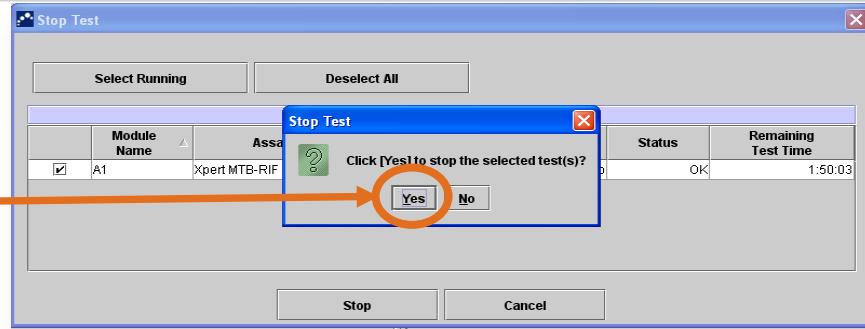 Stop Test
Select Running Deselect All
Module Name Assa Status Remaining Test Time
A1 Xpert MTB-RIF OK 1:50:03
Stop Test
Click [Yes] to stop the selected test(s)?
Yes No
Stop Cancel